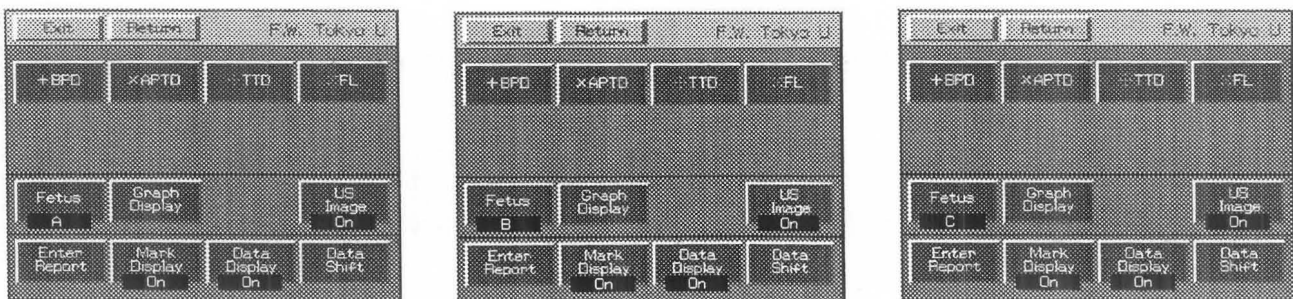 Exit Return F.W. Tokyo U
+BPD ×APTD ÷TTD ∴FL
Fetus Graph Display US Image
A On
Enter Report Mark Display Data Display Data Shift
On On
Exit Return F.W. Tokyo U
+BPD ×APTD ÷TTD ∴FL
Fetus Graph Display US Image
B On
Enter Report Mark Display Data Display Data Shift
On On
Exit Return F.W. Tokyo U
+BPD ×APTD ÷TTD ∴FL
Fetus Graph Display US Image
C On
Enter Report Mark Display Data Display Data Shift
On On